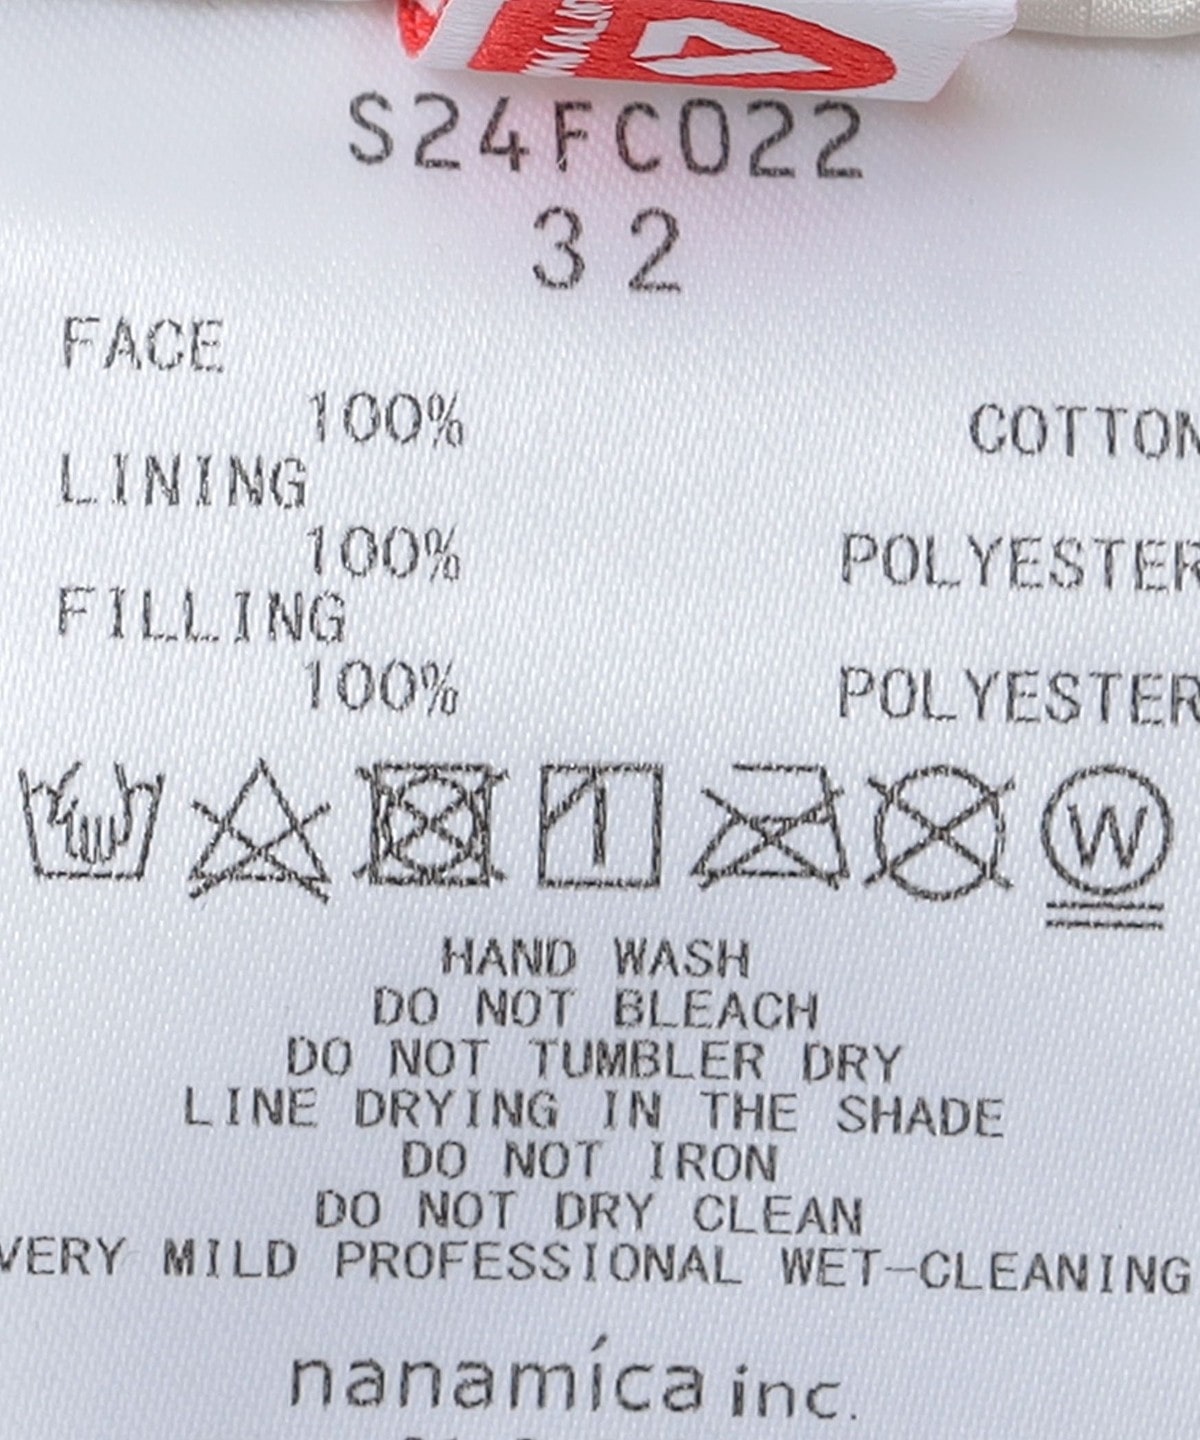 S24FC022
32
FACE
100% COTTON
LINING
100% POLYESTER
FILLING
100% POLYESTER
W
HAND WASH
DO NOT BLEACH
DO NOT TUMBLER DRY
LINE DRYING IN THE SHADE
DO NOT IRON
DO NOT DRY CLEAN
VERY MILD PROFESSIONAL WET-CLEANING
nanamíca inc.